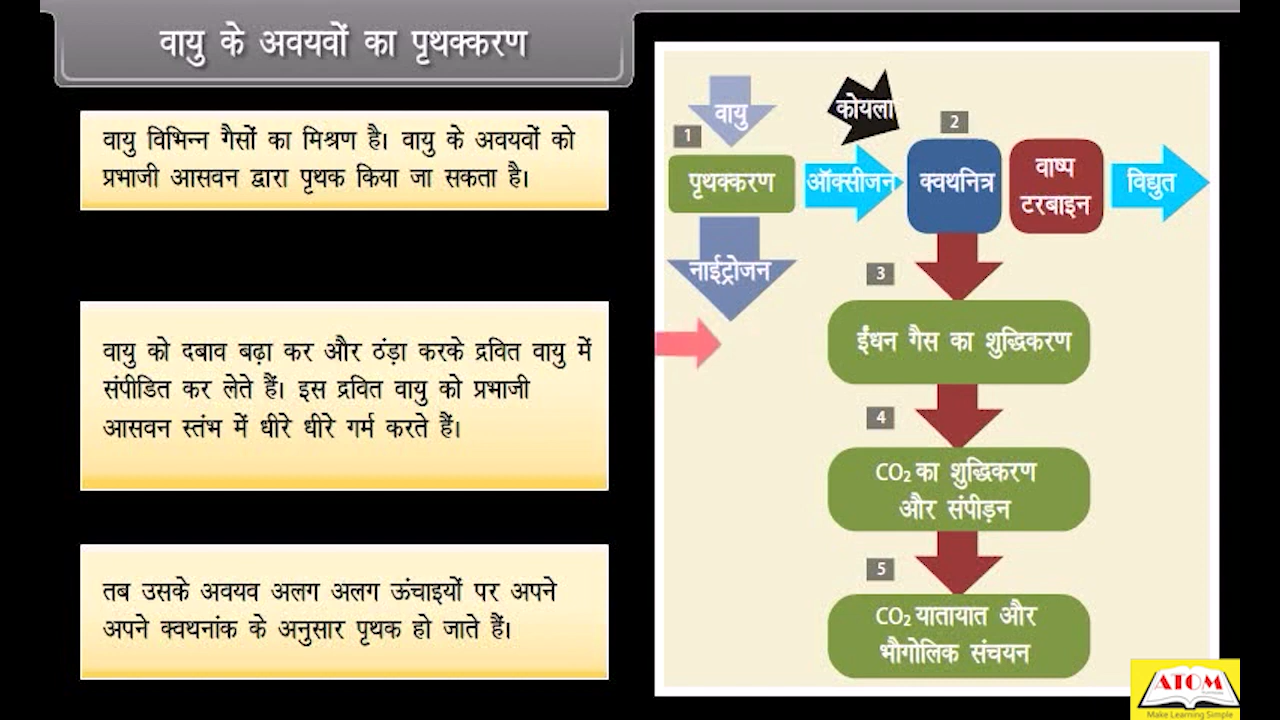 वायु के अवयवों का पृथक्करण
वायु विभिन्न गैसों का मिश्रण है। वायु के अवयवों को
प्रभाजी आसवन द्वारा पृथक किया जा सकता है।
वायु को दबाव बढ़ा कर और ठंड़ा करके द्रवित वायु में
संपीडित कर लेते हैं। इस द्रवित वायु को प्रभाजी
आसवन स्तंभ में धीरे धीरे गर्म करते हैं।
तब उसके अवयव अलग अलग ऊंचाइयों पर अपने
अपने क्वथनांक के अनुसार पृथक हो जाते हैं।
वायु
कोयला
1
2
पृथक्करण
ऑक्सीजन
क्वथनित्र
वाष्प
टरबाइन
विद्युत
नाईट्रोजन
3
ईंधन गैस का शुद्धिकरण
4
CO₂ का शुद्धिकरण
और संपीड़न
5
CO₂ यातायात और
भौगोलिक संचयन
ATOM
Make Learning Simple